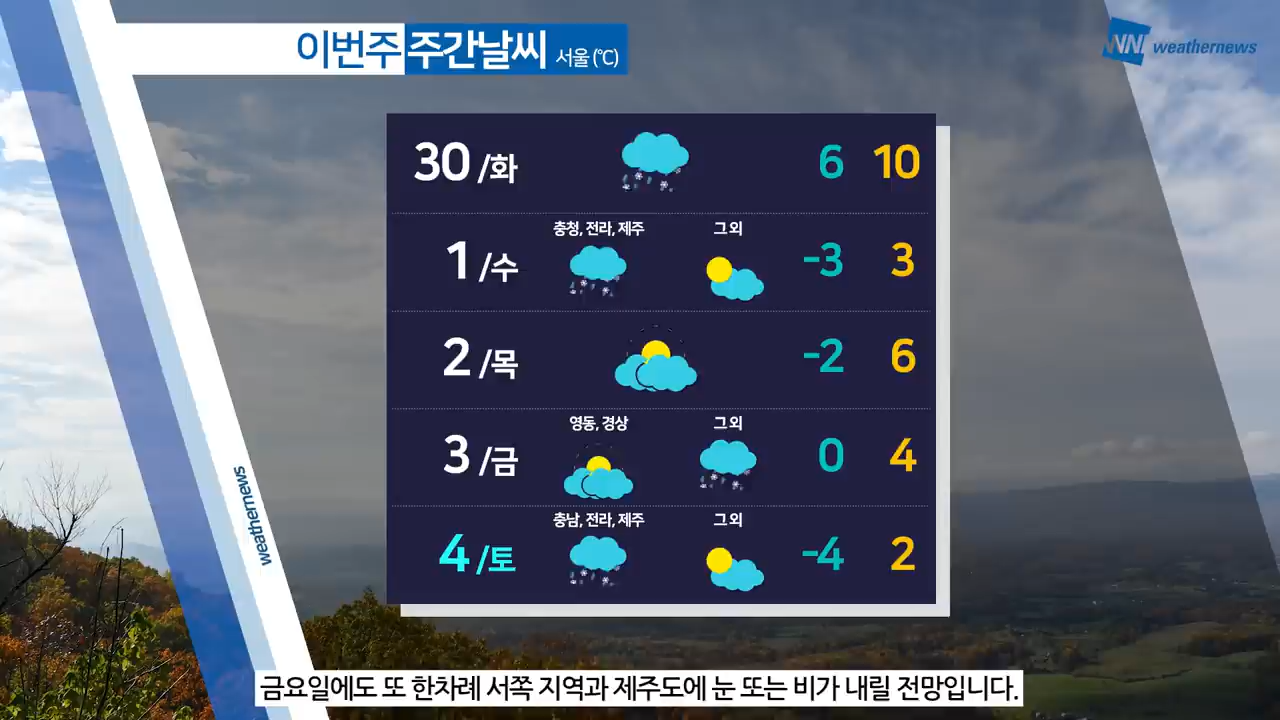 이번주 주간날씨 서울(℃)
WN weathernews
30/화 6 10
충청, 전라, 제주 그 외
1/수 -3 3
2/목 -2 6
영동, 경상 그 외
3/금 0 4
충남, 전라, 제주 그 외
4/토 -4 2
weathernews
금요일에도 또 한차례 서쪽 지역과 제주도에 눈 또는 비가 내릴 전망입니다.